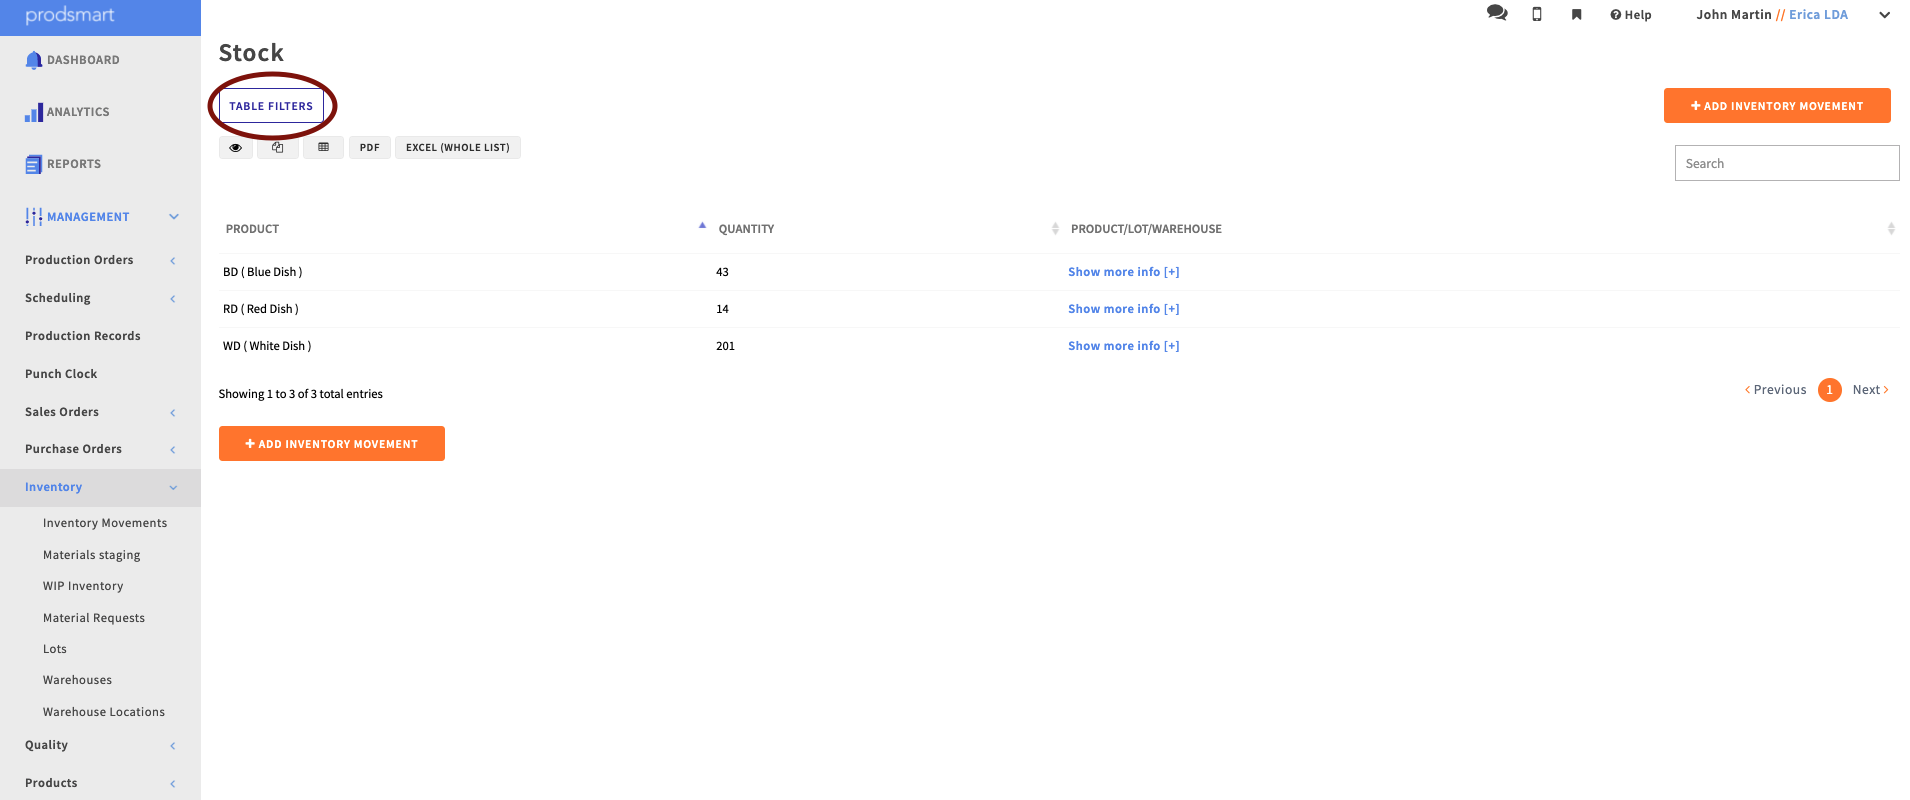 prodsmart
Help
John Martin // Erica LDA
DASHBOARD
ANALYTICS
REPORTS
MANAGEMENT
Production Orders
Scheduling
Production Records
Punch Clock
Sales Orders
Purchase Orders
Inventory
Inventory Movements
Materials staging
WIP Inventory
Material Requests
Lots
Warehouses
Warehouse Locations
Quality
Products
Stock
TABLE FILTERS
+ ADD INVENTORY MOVEMENT
PDF EXCEL (WHOLE LIST)
Search
PRODUCT QUANTITY PRODUCT/LOT/WAREHOUSE
BD ( Blue Dish ) 43 Show more info [+]
RD ( Red Dish ) 14 Show more info [+]
WD ( White Dish ) 201 Show more info [+]
Showing 1 to 3 of 3 total entries
< Previous 1 Next >
+ ADD INVENTORY MOVEMENT